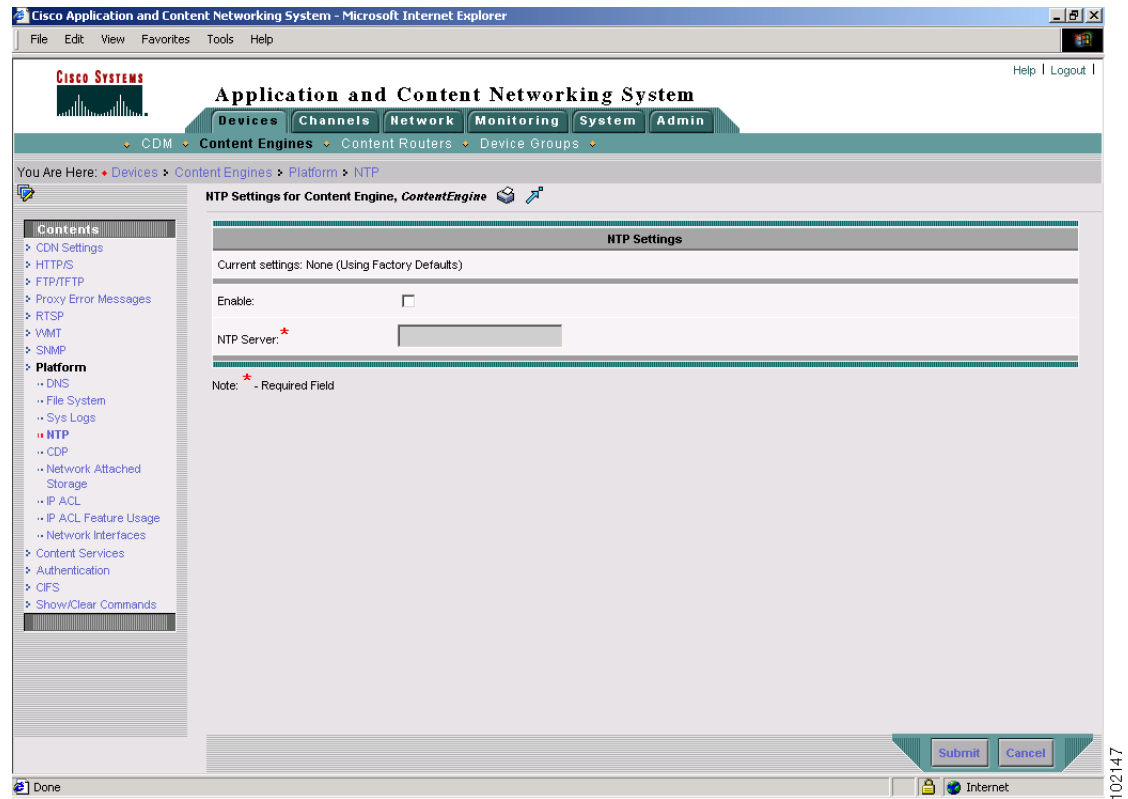 Cisco Application and Content Networking System - Microsoft Internet Explorer
File Edit View Favorites Tools Help
Help | Logout |
CISCO SYSTEMS
Application and Content Networking System
Devices Channels Network Monitoring System Admin
CDM Content Engines Content Routers Device Groups
You Are Here: Devices Content Engines Platform NTP
NTP Settings for Content Engine, ContentEngine
Contents
CDN Settings
HTTP/S
FTP/TFTP
Proxy Error Messages
RTSP
WMT
SNMP
Platform
DNS
File System
Sys Logs
NTP
CDP
Network Attached
Storage
IP ACL
IP ACL Feature Usage
Network Interfaces
Content Services
Authentication
CIFS
Show/Clear Commands
NTP Settings
Current settings: None (Using Factory Defaults)
Enable:
NTP Server:*
Note: * - Required Field
Submit Cancel
Done
Internet
102147